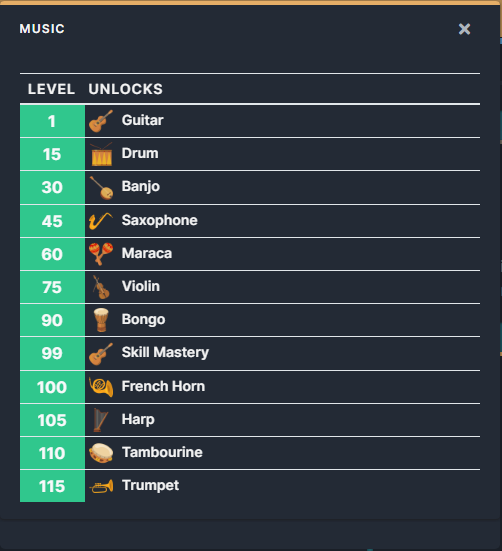 MUSIC
LEVEL UNLOCKS
1 Guitar
15 Drum
30 Banjo
45 Saxophone
60 Maraca
75 Violin
90 Bongo
99 Skill Mastery
100 French Horn
105 Harp
110 Tambourine
115 Trumpet